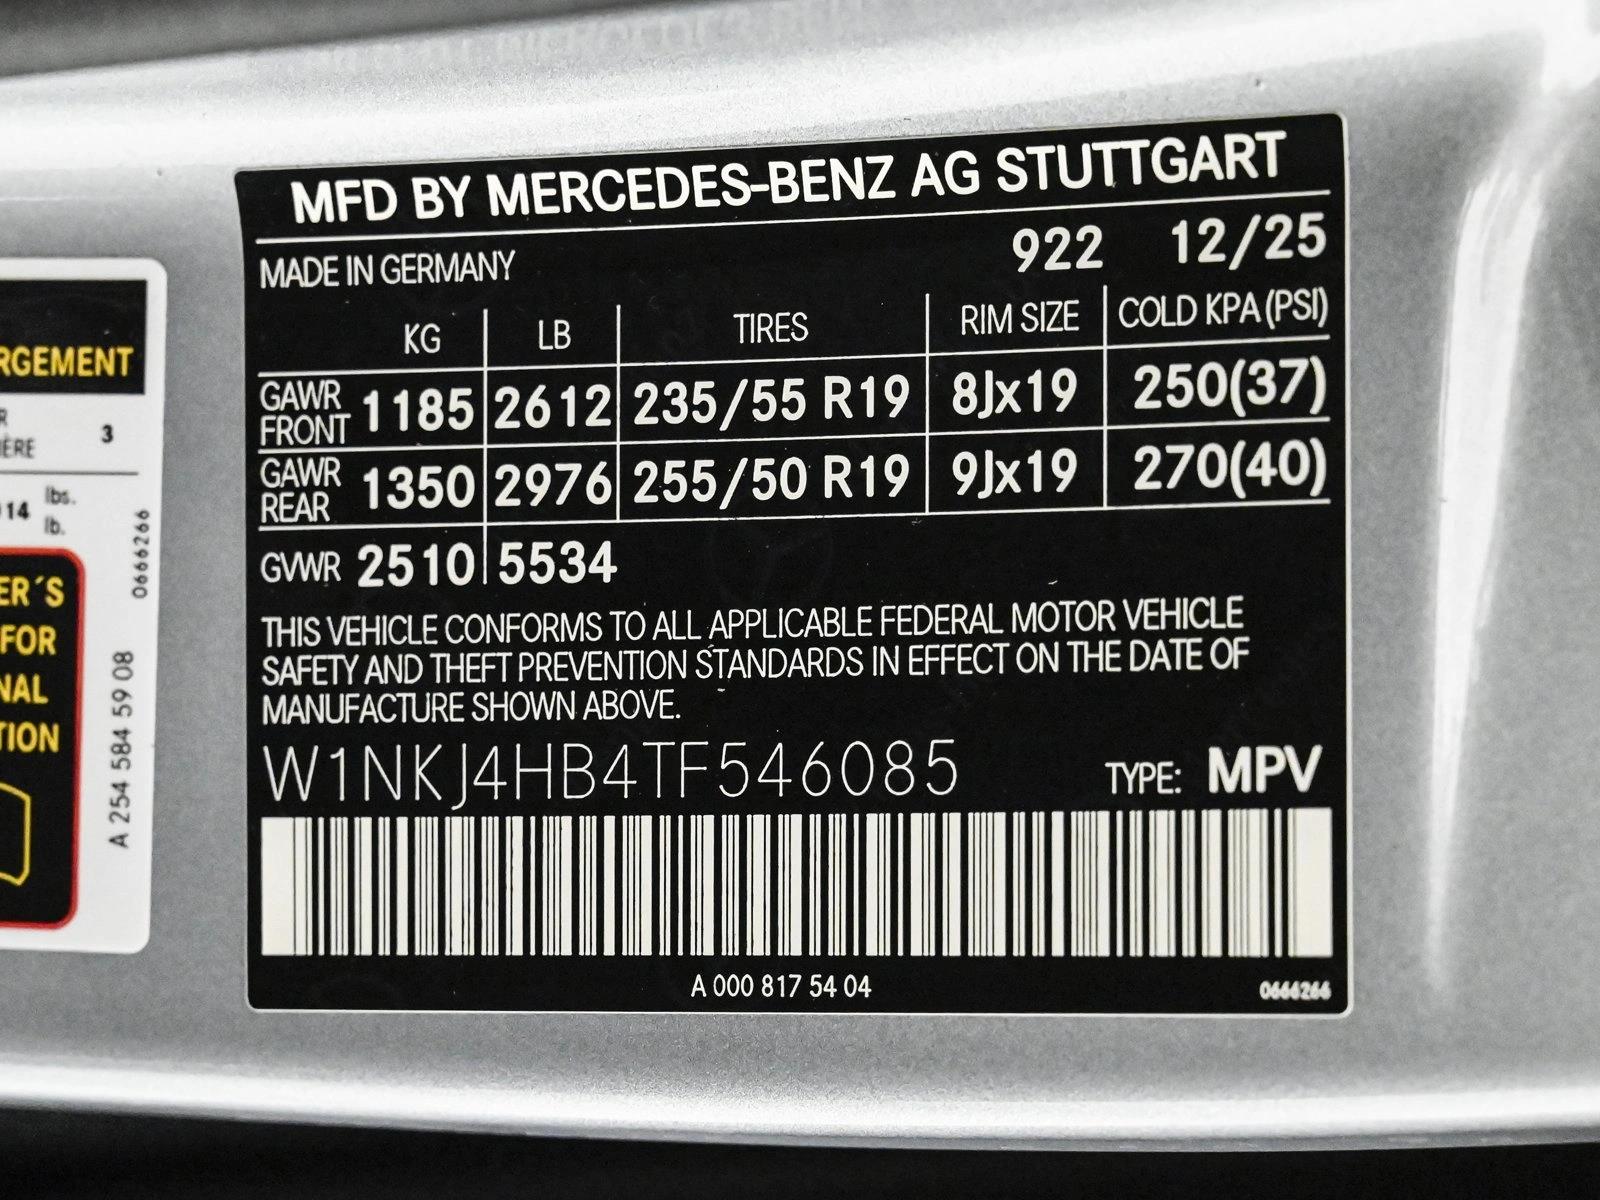 MFD BY MERCEDES-BENZ AG STUTTGART
MADE IN GERMANY 922 12/25
KG LB TIRES RIM SIZE COLD KPA (PSI)
GAWR FRONT 1185 2612 235/55 R19 8Jx19 250(37)
GAWR REAR 1350 2976 255/50 R19 9Jx19 270(40)
GVWR 2510 5534
THIS VEHICLE CONFORMS TO ALL APPLICABLE FEDERAL MOTOR VEHICLE
SAFETY AND THEFT PREVENTION STANDARDS IN EFFECT ON THE DATE OF
MANUFACTURE SHOWN ABOVE.
W1NKJ4HB4TF546085 TYPE: MPV
A 000 817 54 04 0666266
RGEMENT
R
IÈRE 3
14 lbs.
lb.
ER´S
FOR
NAL
TION
0666266
A 254 584 59 08